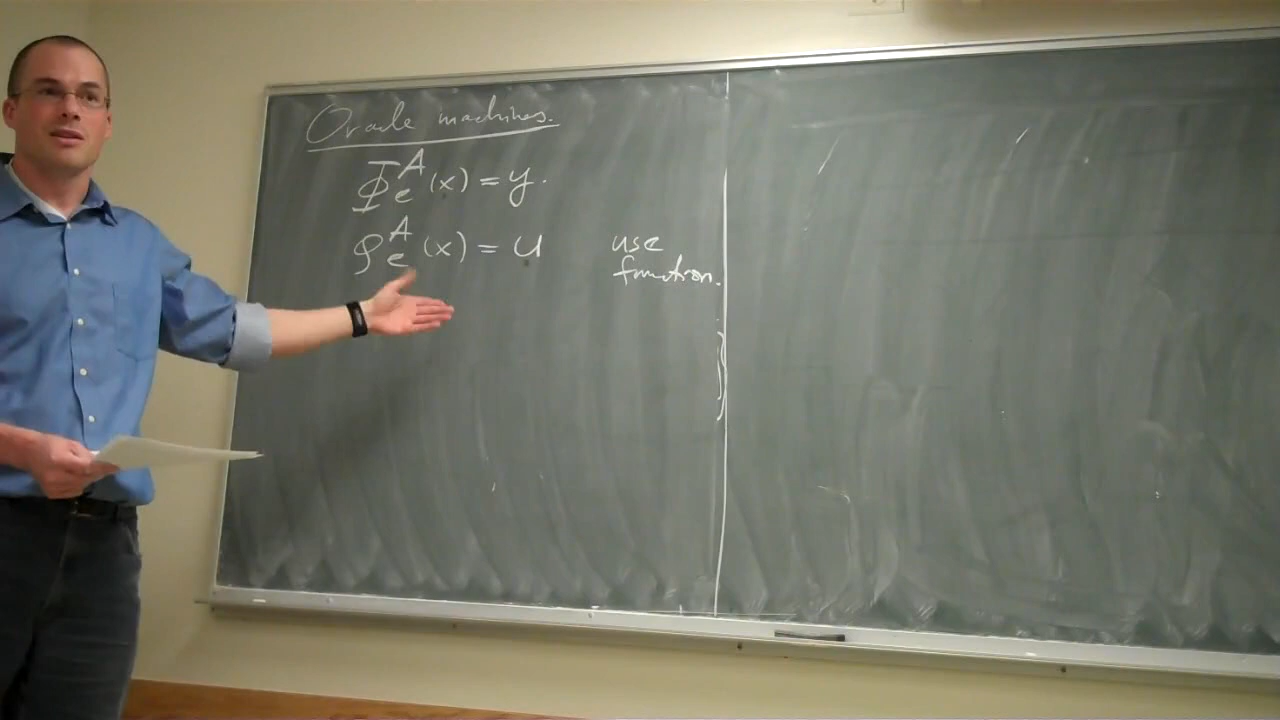 Oracle machines.
Φ_e^A (x) = y.
φ_e^A (x) = u use
function.